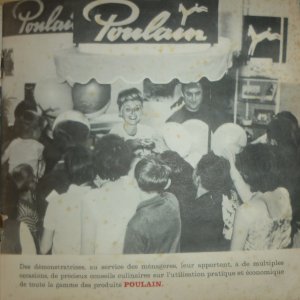 Poulain
Poulain
Des démonstratrices, au service des ménagères, leur apportent, à de multiples
occasions, de précieux conseils culinaires sur l'utilisation pratique et économique
de toute la gamme des produits POULAIN.